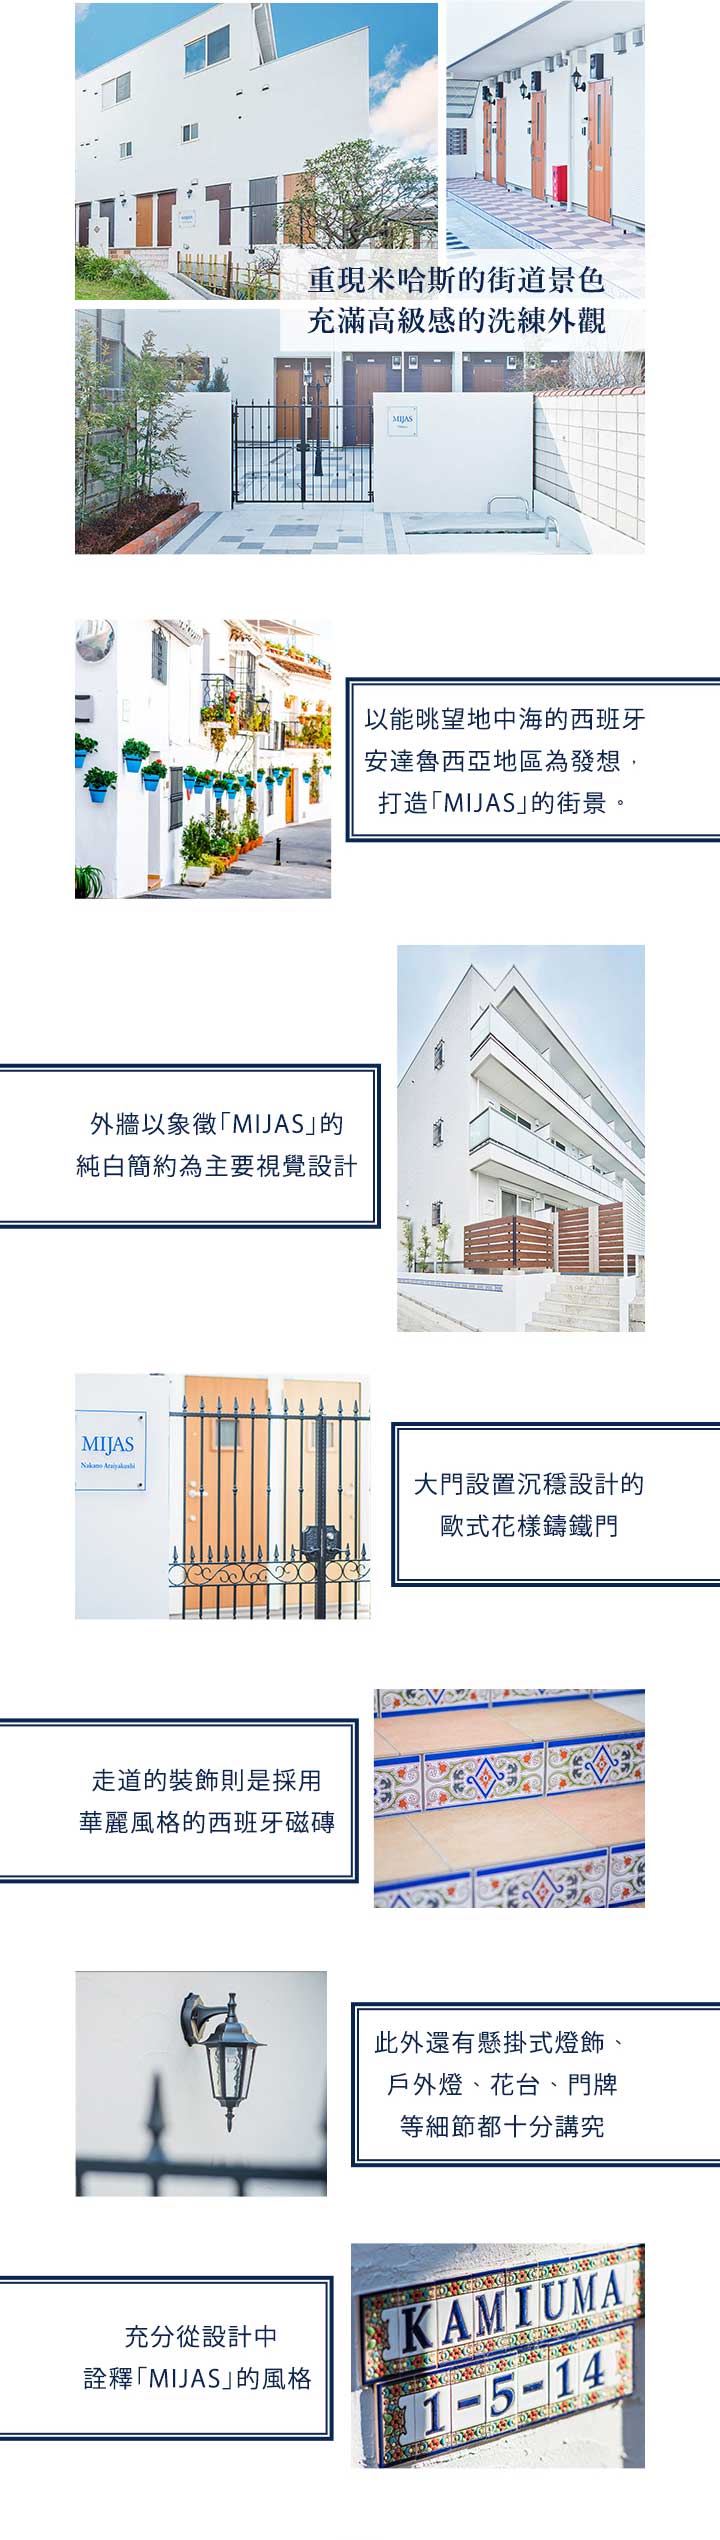 MIJAS
重現米哈斯的街道景色
充滿高級感的洗練外觀
MIJAS
以能眺望地中海的西班牙
安達魯西亞地區為發想，
打造「MIJAS」的街景。
外牆以象徵「MIJAS」的
純白簡約為主要視覺設計
MIJAS
Nakano Araiyakushi
大門設置沉穩設計的
歐式花樣鑄鐵門
走道的裝飾則是採用
華麗風格的西班牙磁磚
此外還有懸掛式燈飾、
戶外燈、花台、門牌
等細節都十分講究
充分從設計中
詮釋「MIJAS」的風格
KAMIUMA
1-5-14